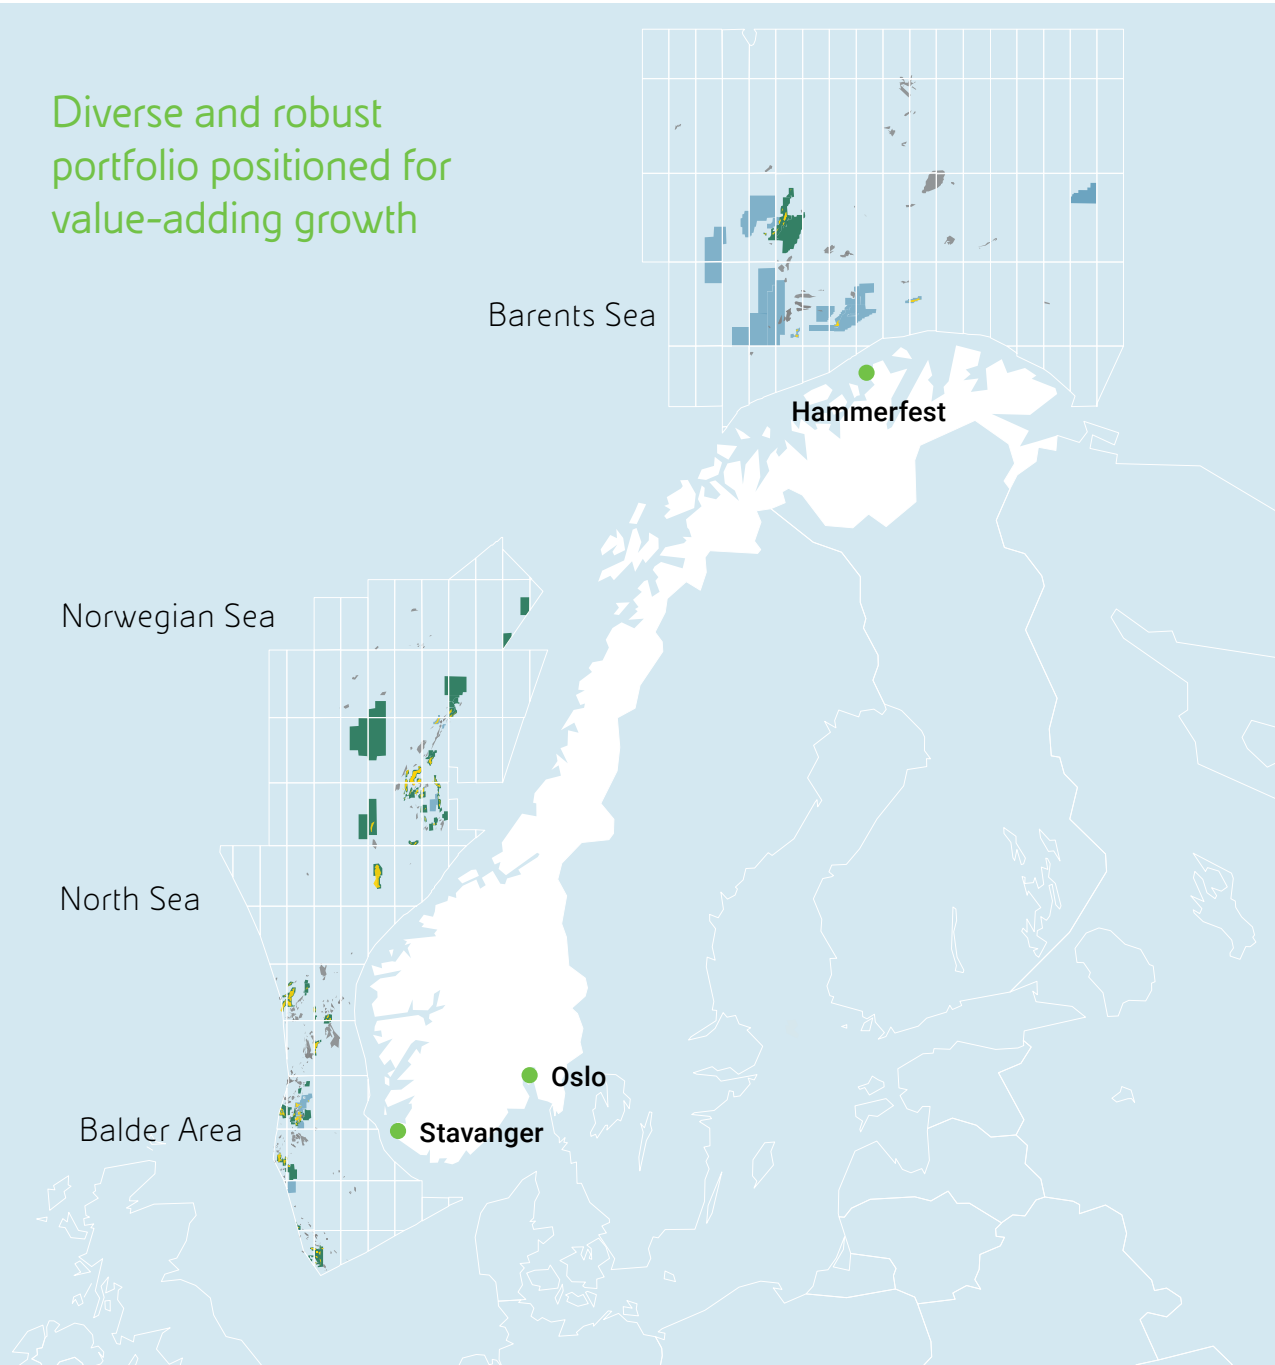 Diverse and robust
portfolio positioned for
value-adding growth
Barents Sea
Hammerfest
Norwegian Sea
North Sea
Oslo
Balder Area
Stavanger